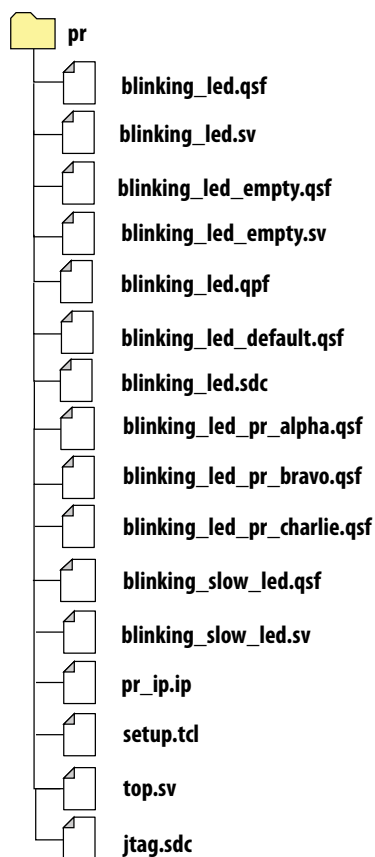 pr
blinking_led.qsf
blinking_led.sv
blinking_led_empty.qsf
blinking_led_empty.sv
blinking_led.qpf
blinking_led_default.qsf
blinking_led.sdc
blinking_led_pr_alpha.qsf
blinking_led_pr_bravo.qsf
blinking_led_pr_charlie.qsf
blinking_slow_led.qsf
blinking_slow_led.sv
pr_ip.ip
setup.tcl
top.sv
jtag.sdc